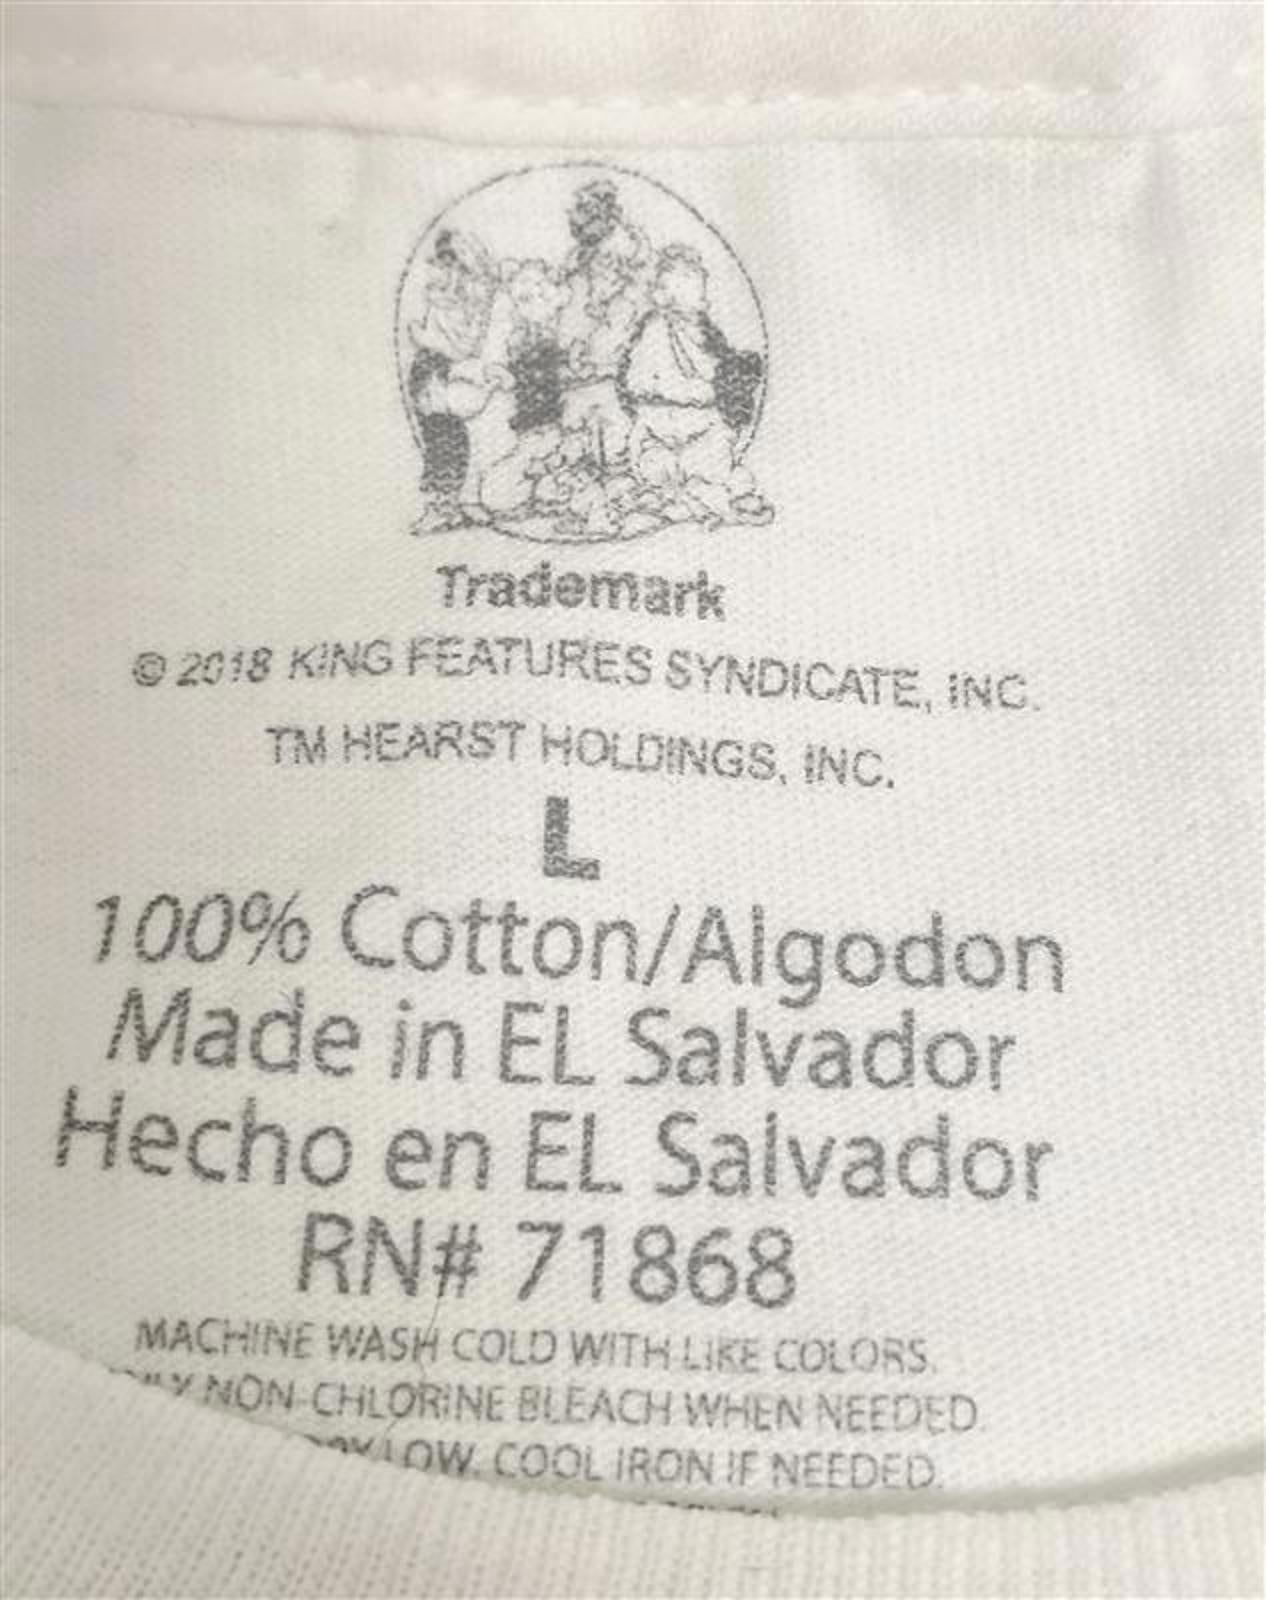 Trademark
© 2018 KING FEATURES SYNDICATE, INC.
TM HEARST HOLDINGS, INC.
L
100% Cotton/Algodon
Made in EL Salvador
Hecho en EL Salvador
RN# 71868
MACHINE WASH COLD WITH LIKE COLORS.
NON-CHLORINE BLEACH WHEN NEEDED.
LOW. COOL IRON IF NEEDED.